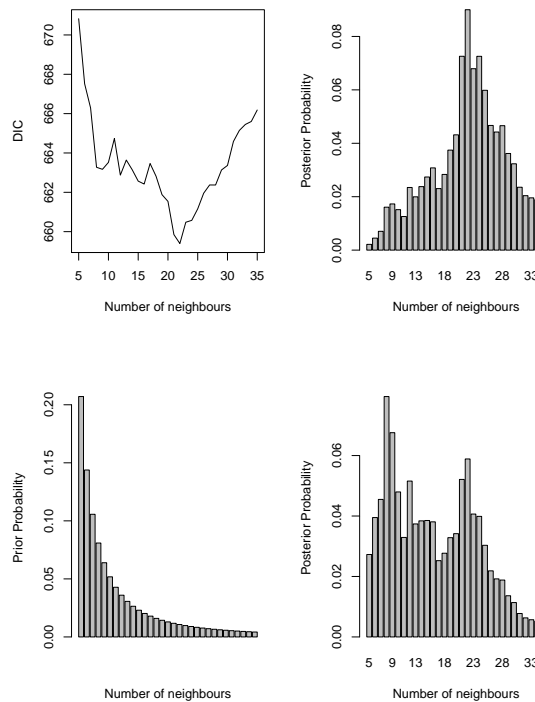 DIC
670
668
666
664
662
660
5 10 15 20 25 30 35
Number of neighbours
Posterior Probability
0.08
0.06
0.04
0.02
0.00
5 9 13 18 23 28 33
Number of neighbours
Prior Probability
0.20
0.15
0.10
0.05
0.00
Number of neighbours
Posterior Probability
0.06
0.04
0.02
0.00
5 9 13 18 23 28 33
Number of neighbours